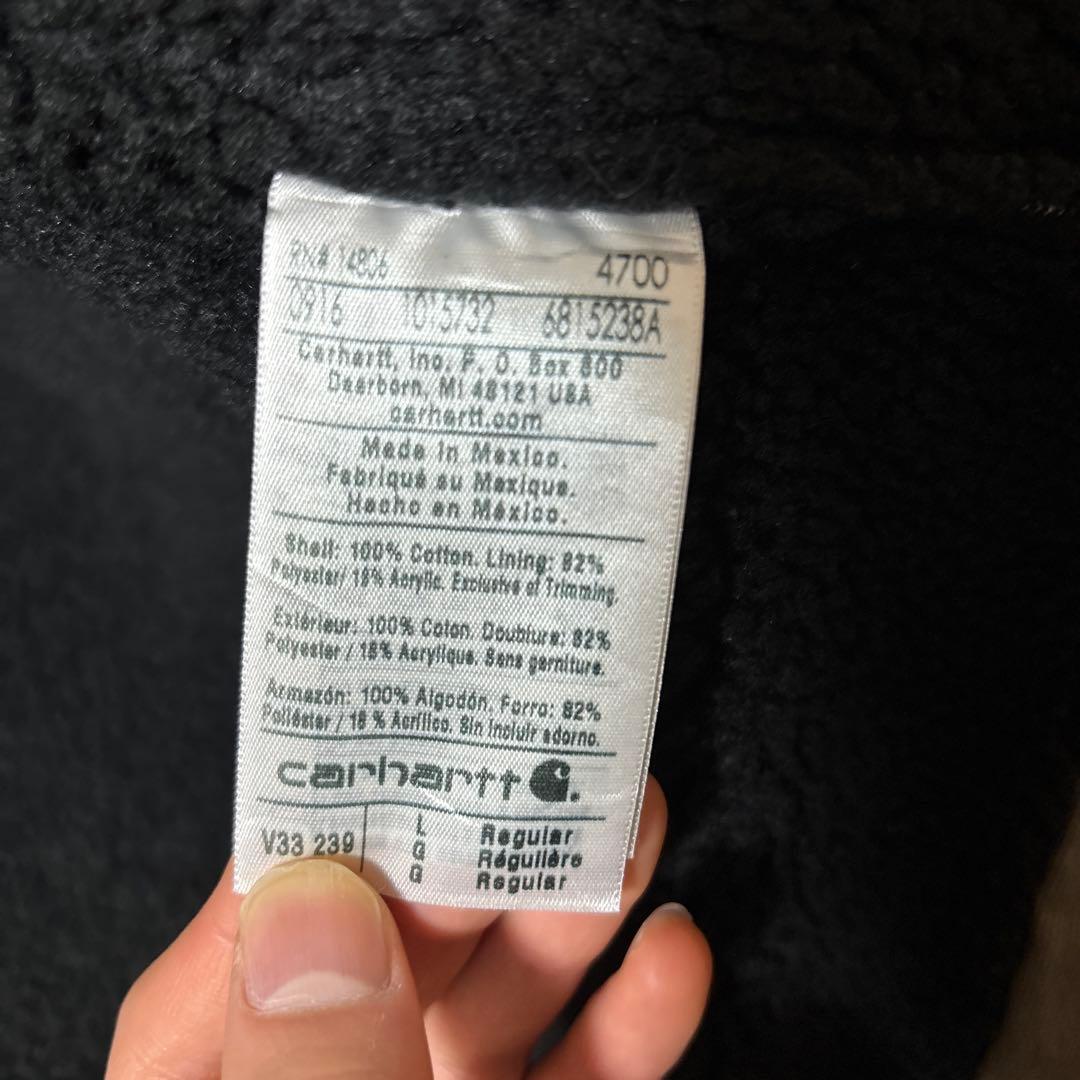 RN# 14806 4700
0916 1015732 6815238A
Carhartt, Inc. P. O. Box 600
Dearborn, MI 48121 USA
carhartt.com
Made in Mexico.
Fabriqué au Mexique.
Hecho en México.
Shell: 100% Cotton. Lining: 82%
Polyester/ 18% Acrylic. Exclusive of Trimming.
Extérieur: 100% Coton. Doublure: 82%
Polyester / 18% Acrylique. Sans garniture.
Armazón: 100% Algodón. Forro: 82%
Poliéster / 18 % Acrílico. Sin incluir adorno.
carhartt
V33 239 L Regular
G Régulière
G Regular